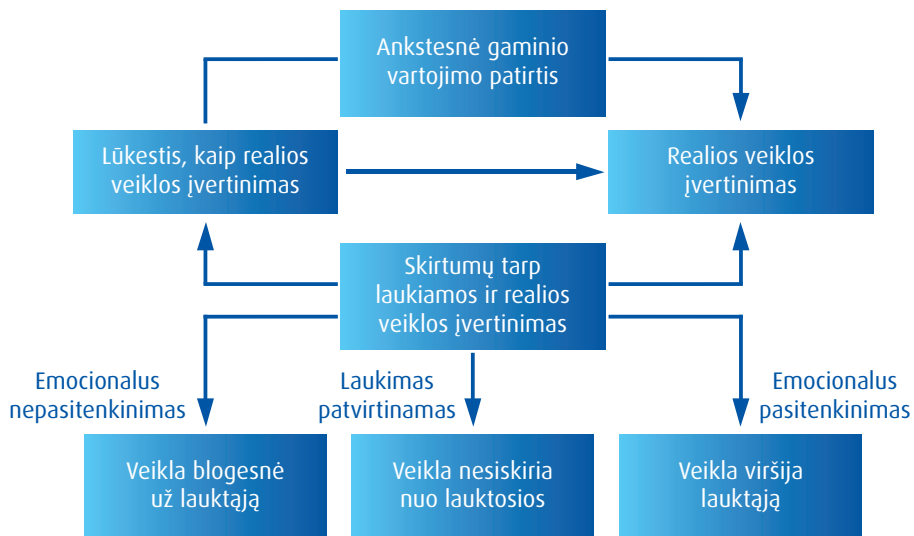 Ankstesnė gaminio
vartojimo patirtis
Lūkestis, kaip realios
veiklos įvertinimas
Realios veiklos
įvertinimas
Skirtumų tarp
laukiamos ir realios
veiklos įvertinimas
Emocionalus
nepasitenkinimas
Laukimas
patvirtinamas
Emocionalus
pasitenkinimas
Veikla blogesnė
už lauktąją
Veikla nesiskiria
nuo lauktosios
Veikla viršija
lauktąją